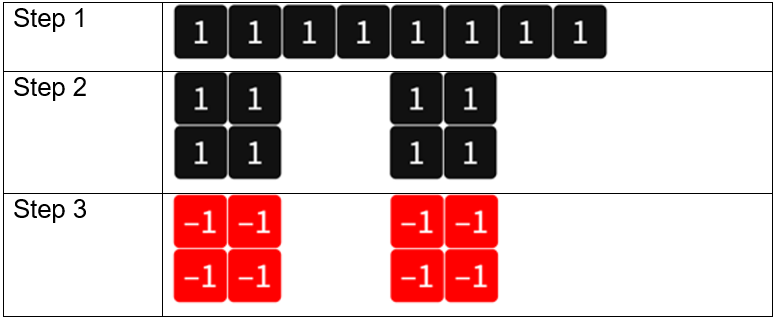 Step 1 1 1 1 1 1 1 1 1
Step 2 1 1 1 1
1 1 1 1
Step 3 −1 −1 −1 −1
−1 −1 −1 −1